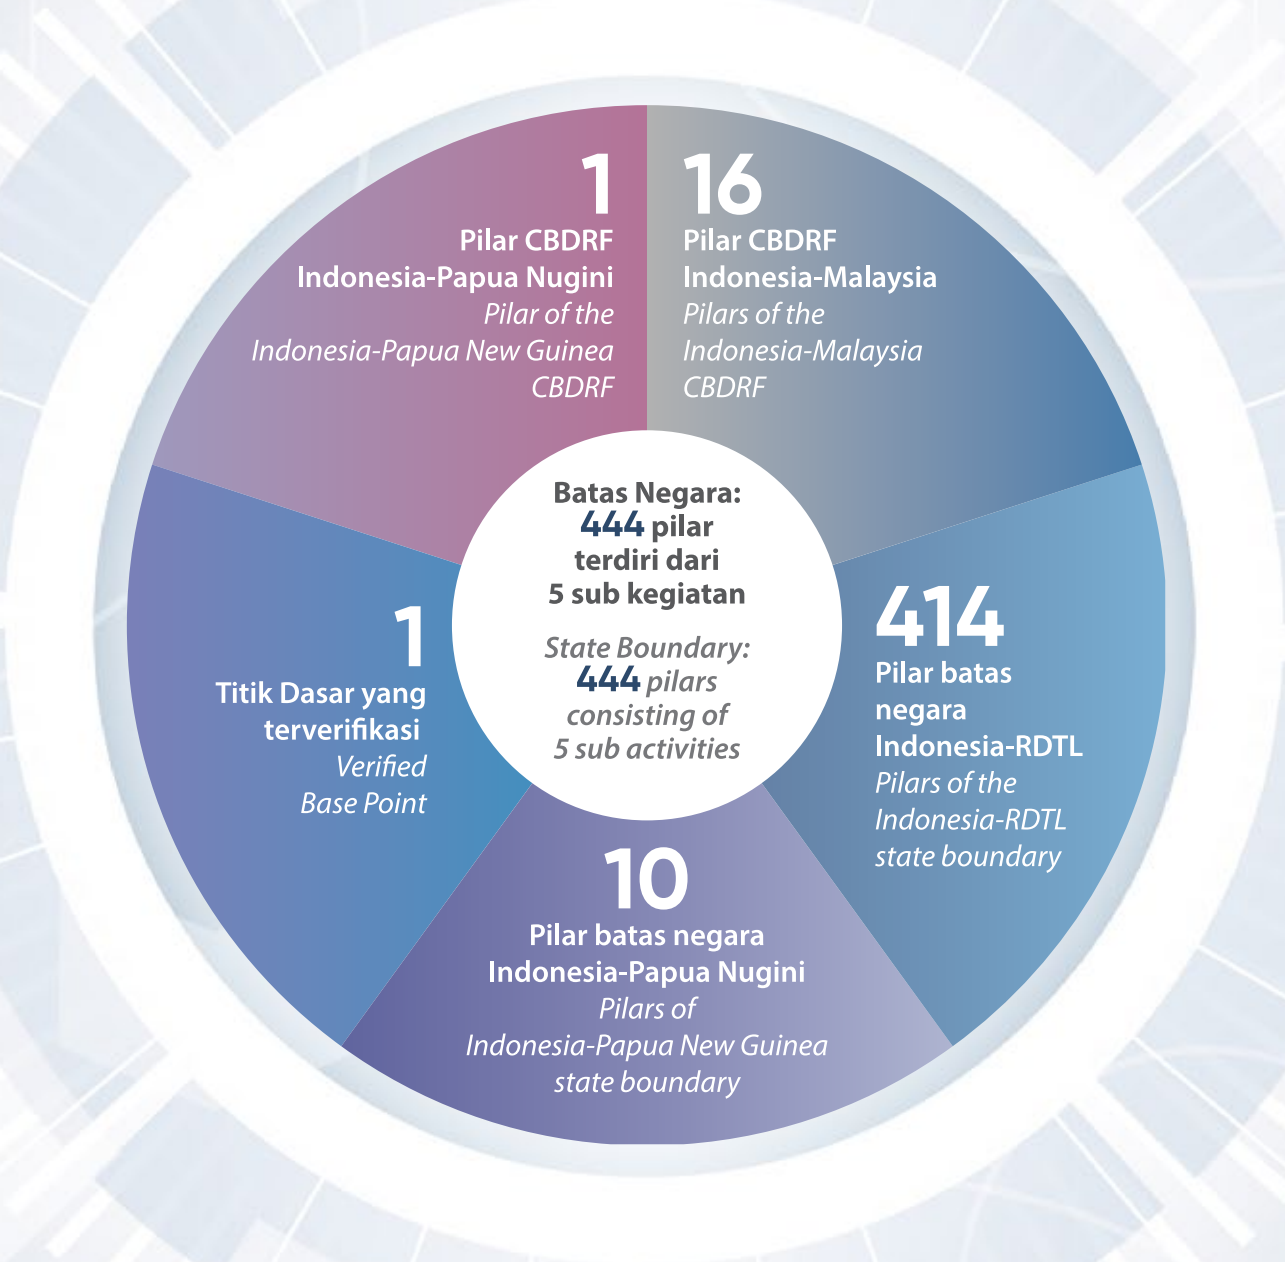 1
Pilar CBDRF
Indonesia-Papua Nugini
Pilar of the
Indonesia-Papua New Guinea
CBDRF
16
Pilar CBDRF
Indonesia-Malaysia
Pilars of the
Indonesia-Malaysia
CBDRF
Batas Negara:
444 pilar
terdiri dari
5 sub kegiatan
State Boundary:
444 pilars
consisting of
5 sub activities
1
Titik Dasar yang
terverifikasi
Verified
Base Point
414
Pilar batas
negara
Indonesia-RDTL
Pilars of the
Indonesia-RDTL
state boundary
10
Pilar batas negara
Indonesia-Papua Nugini
Pilars of
Indonesia-Papua New Guinea
state boundary